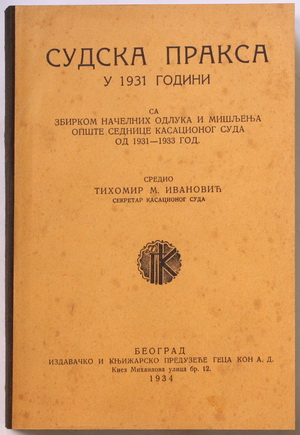 СУДСКА ПРАКСА
У 1931 ГОДИНИ
СА
ЗБИРКОМ НАЧЕЛНИХ ОДЛУКА И МИШЉЕЊА
ОПШТЕ СЕДНИЦЕ КАСАЦИОНОГ СУДА
ОД 1931—1933 ГОД.
СРЕДИО
ТИХОМИР М. ИВАНОВИЋ
СЕКРЕТАР КАСАЦИОНОГ СУДА
ГК
БЕОГРАД
ИЗДАВАЧКО И КЊИЖАРСКО ПРЕДУЗЕЋЕ ГЕЦА КОН А. Д.
Кнез Михаилова улица бр. 12.
1934